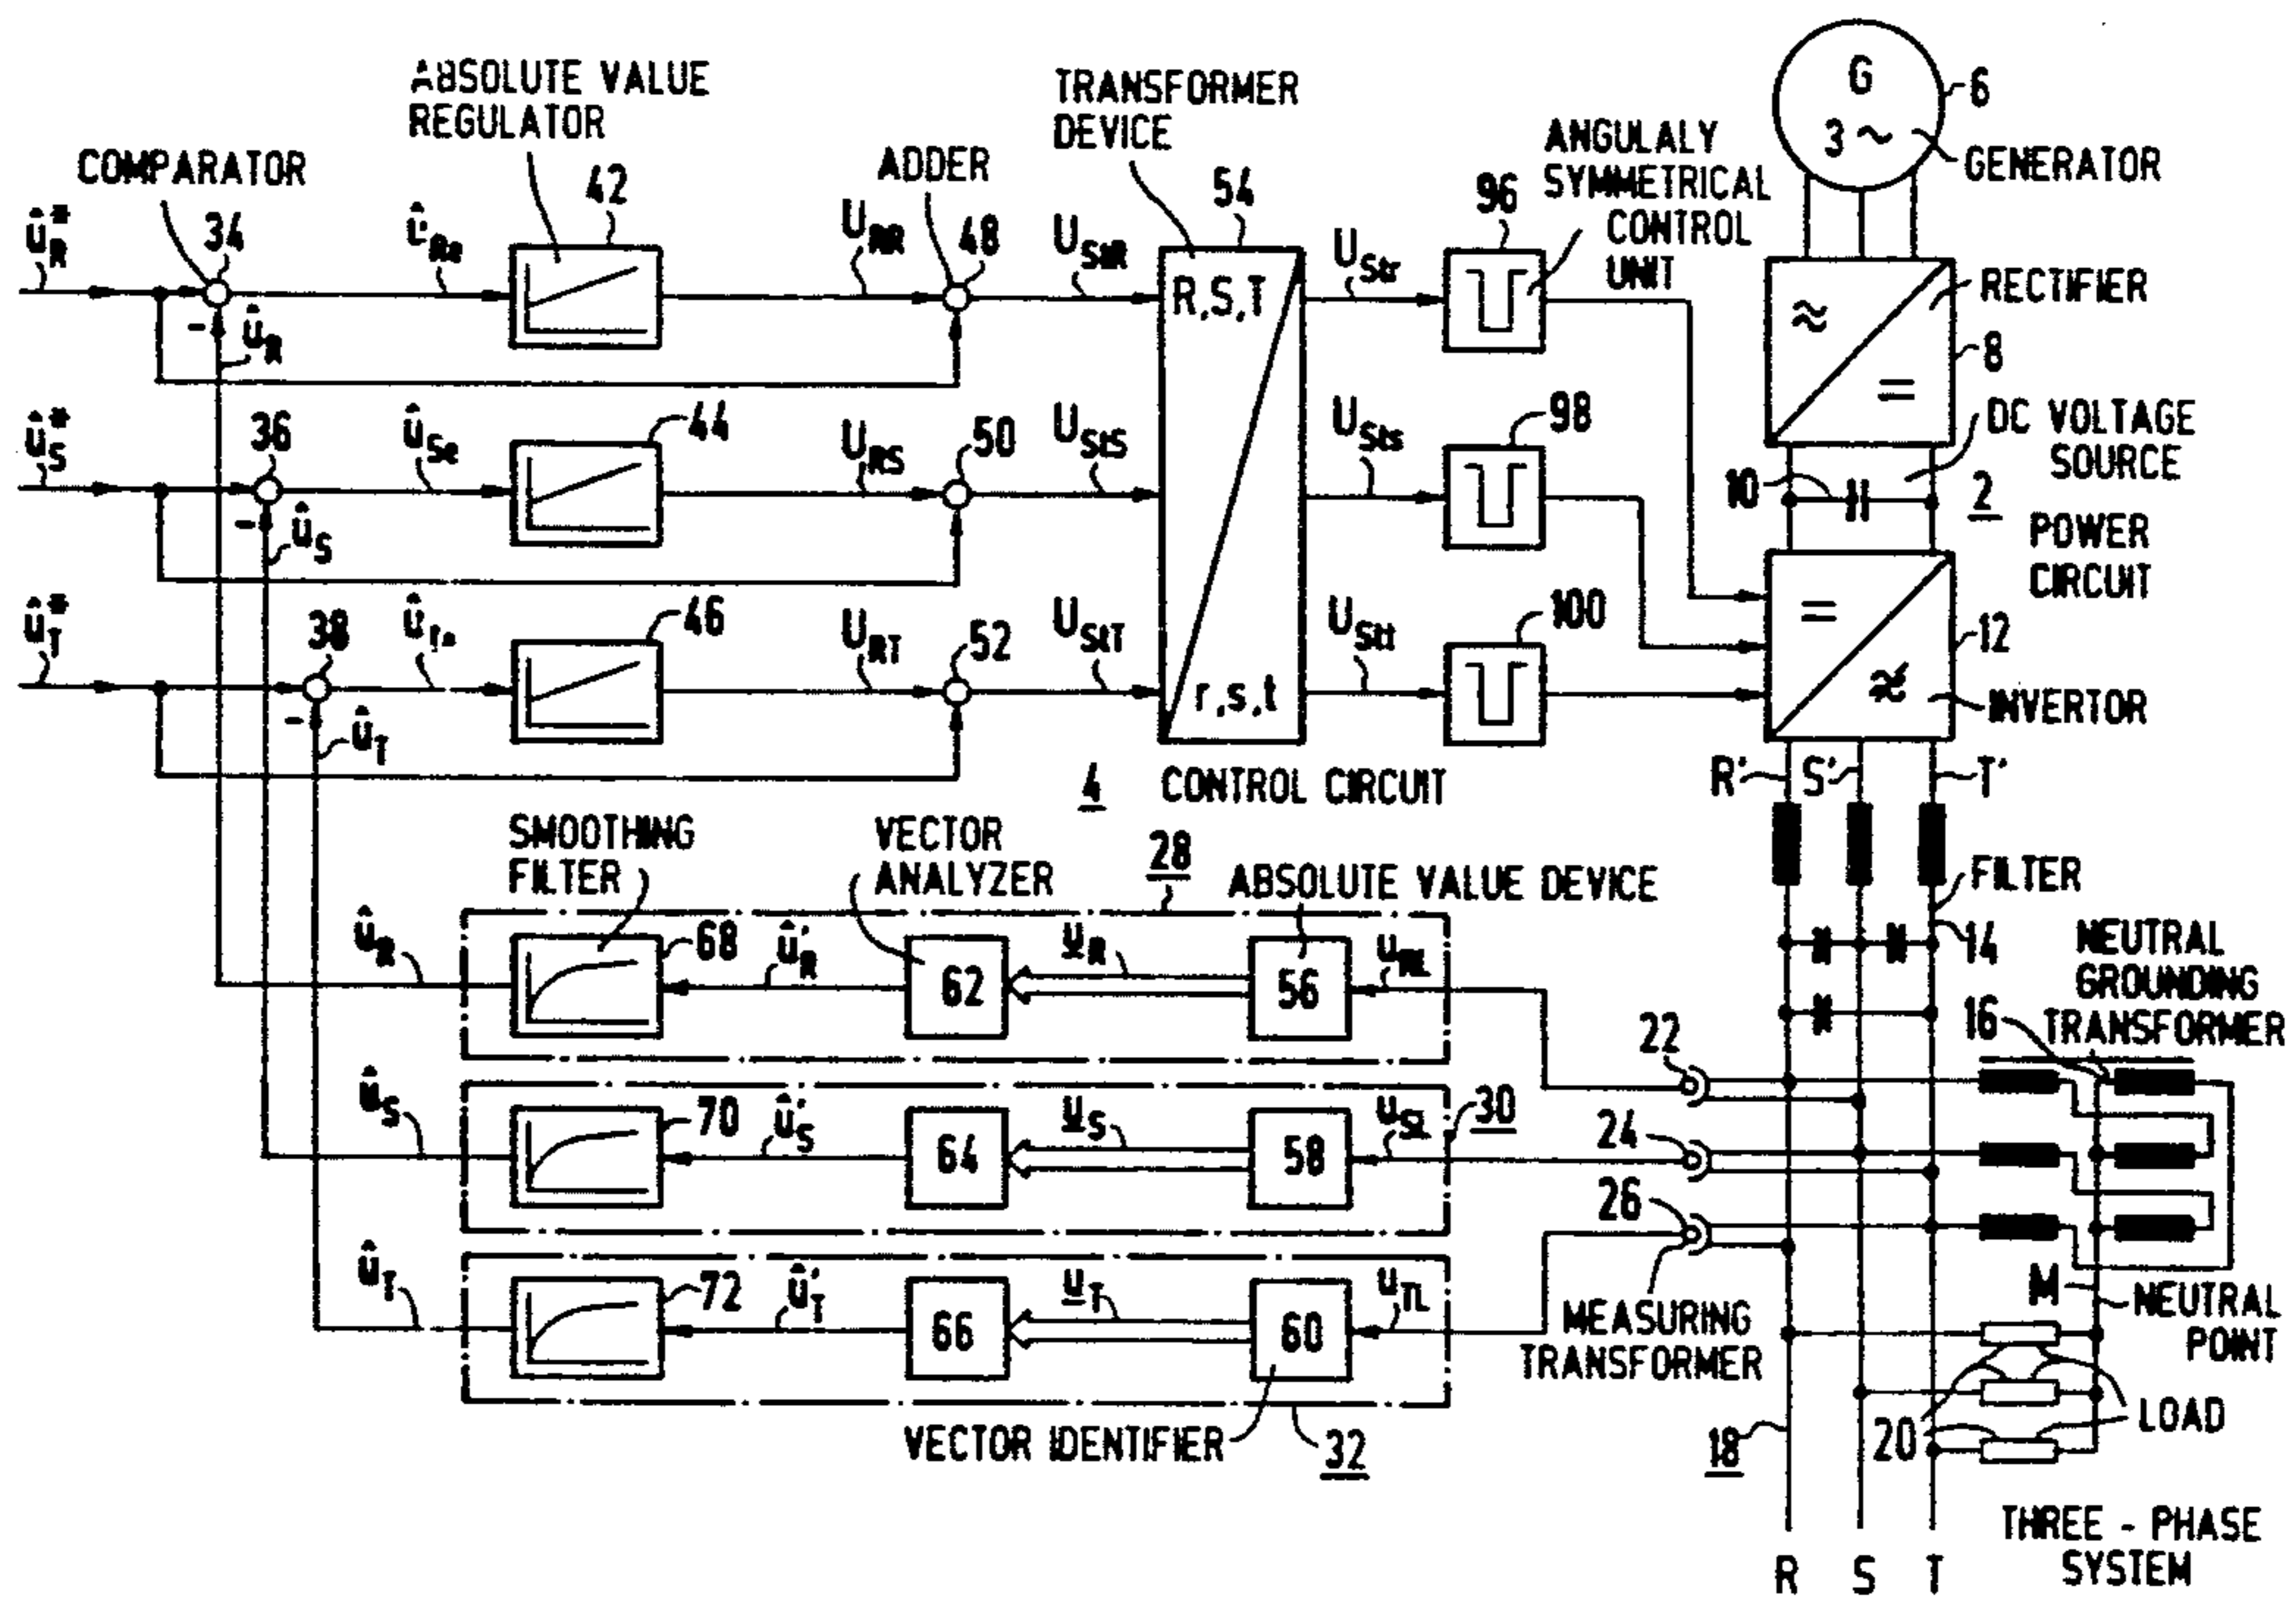 ABSOLUTE VALUE
REGULATOR
TRANSFORMER
DEVICE
G
3 ~
6
GENERATOR
COMPARATOR
ADDER
ANGULALY
SYMMETRICAL
CONTROL
UNIT
û*R
34
42
URR
48
UStR
54
R,S,T
r,s,t
UStr
96
ûR
-
RECTIFIER
8
û*S
36
ûSe
44
URS
50
UStS
USts
98
DC VOLTAGE
SOURCE
10
2
POWER
CIRCUIT
-
ûS
û*T
38
46
URT
52
UStT
UStt
100
12
INVERTOR
-
ûT
4 CONTROL CIRCUIT
R' S' T'
SMOOTHING
FILTER
VECTOR
ANALYZER
28
ABSOLUTE VALUE DEVICE
FILTER
14
NEUTRAL
GROUNDING
TRANSFORMER
16
ûR
68
û'R
62
uR
56
uRL
22
ûS
70
û'S
64
uS
58
uSL
30
24
26
ûT
72
û'T
66
uT
60
uTL
MEASURING
TRANSFORMER
M
NEUTRAL
POINT
VECTOR IDENTIFIER
32
18
20
LOAD
THREE - PHASE
SYSTEM
R S T